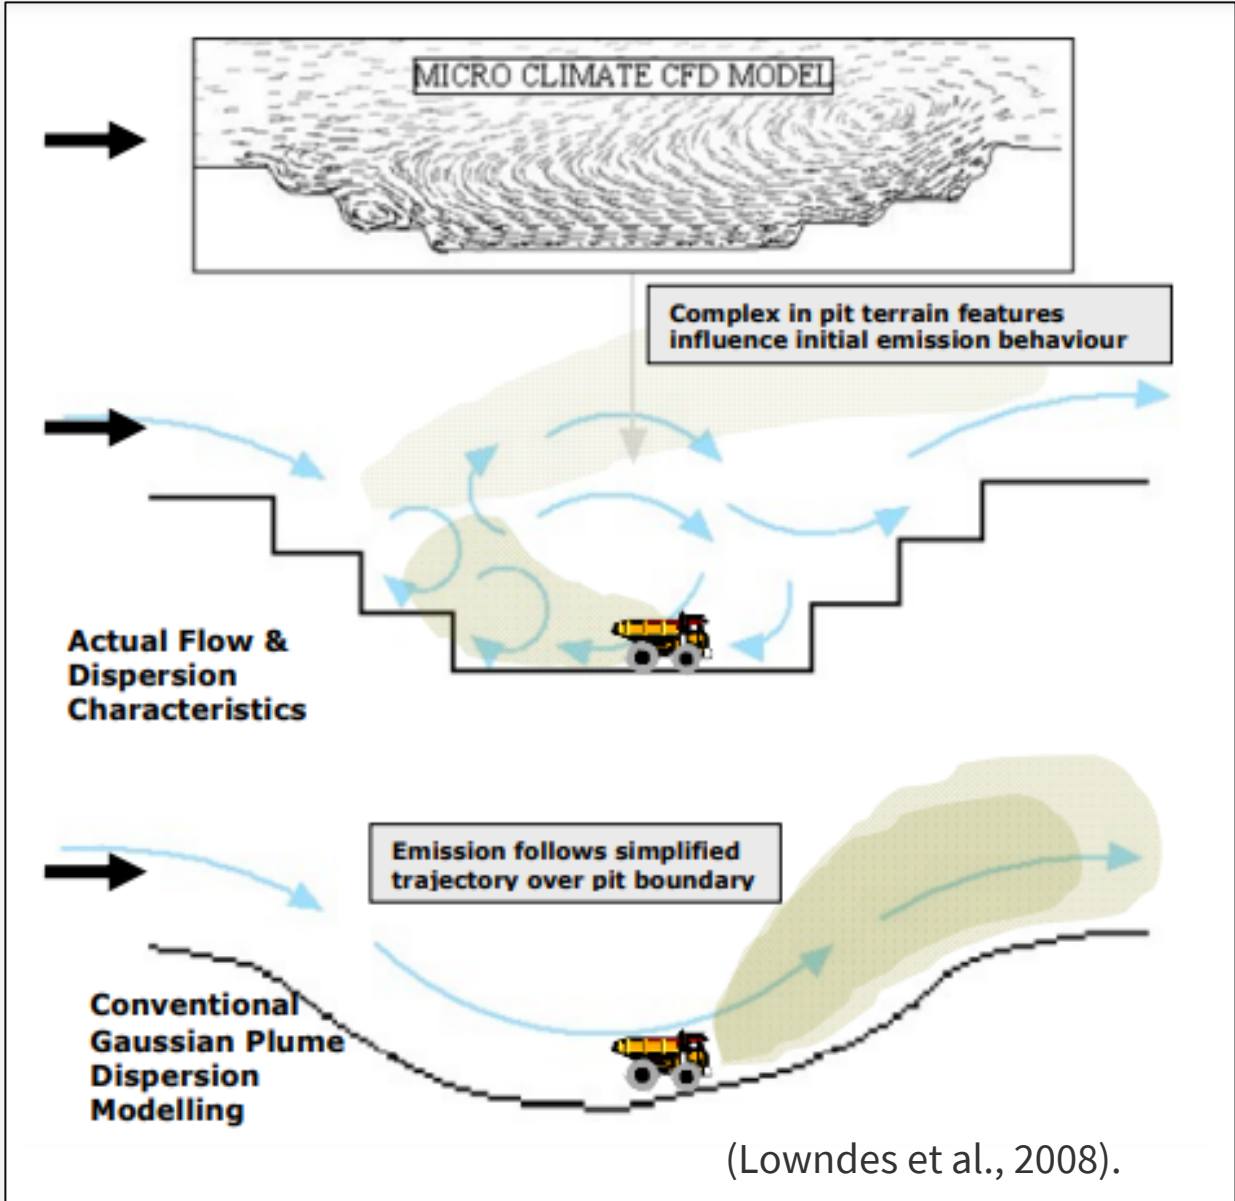 MICRO CLIMATE CFD MODEL
Complex in pit terrain features
influence initial emission behaviour
Actual Flow &
Dispersion
Characteristics
Emission follows simplified
trajectory over pit boundary
Conventional
Gaussian Plume
Dispersion
Modelling
(Lowndes et al., 2008).